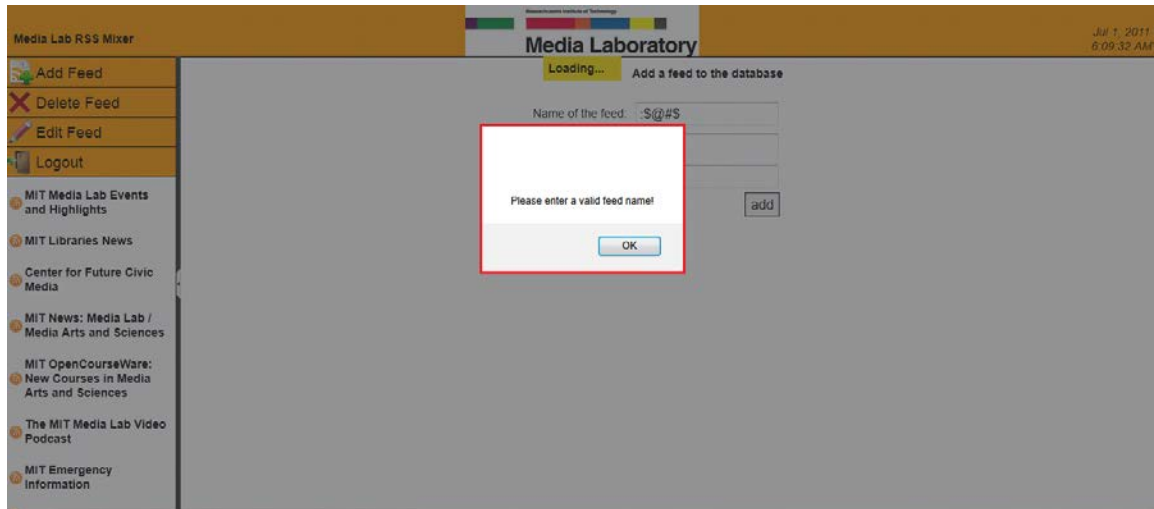 Massachusetts Institute of Technology
Media Lab RSS Mixer
Media Laboratory
Jul 1, 2011
6:09:32 AM
Add Feed
Delete Feed
Edit Feed
Logout
MIT Media Lab Events
and Highlights
MIT Libraries News
Center for Future Civic
Media
MIT News: Media Lab /
Media Arts and Sciences
MIT OpenCourseWare:
New Courses in Media
Arts and Sciences
The MIT Media Lab Video
Podcast
MIT Emergency
Information
Loading...
Add a feed to the database
Name of the feed: :$@#$
Please enter a valid feed name!
OK
add